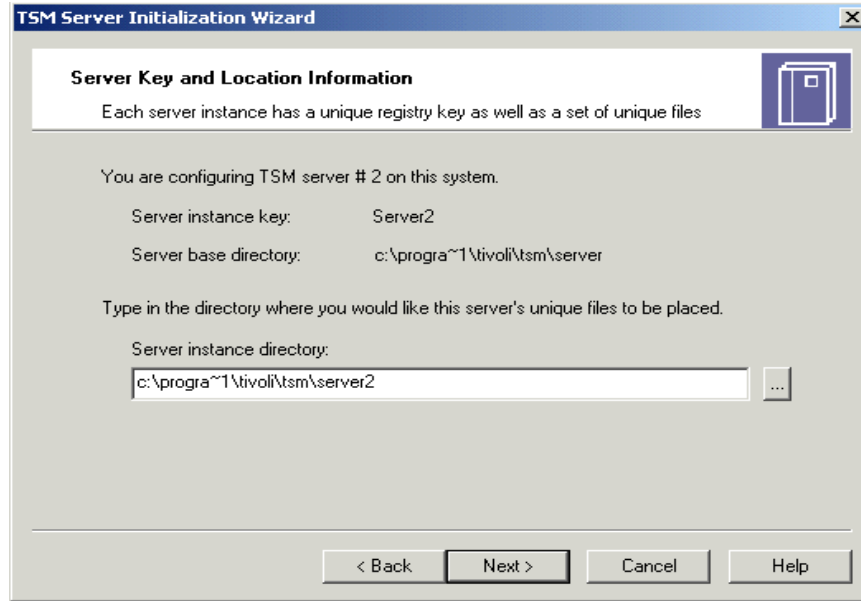 TSM Server Initialization Wizard
Server Key and Location Information
Each server instance has a unique registry key as well as a set of unique files
You are configuring TSM server # 2 on this system.
Server instance key: Server2
Server base directory: c:\progra~1\tivoli\tsm\server
Type in the directory where you would like this server's unique files to be placed.
Server instance directory:
c:\progra~1\tivoli\tsm\server2
...
< Back Next > Cancel Help